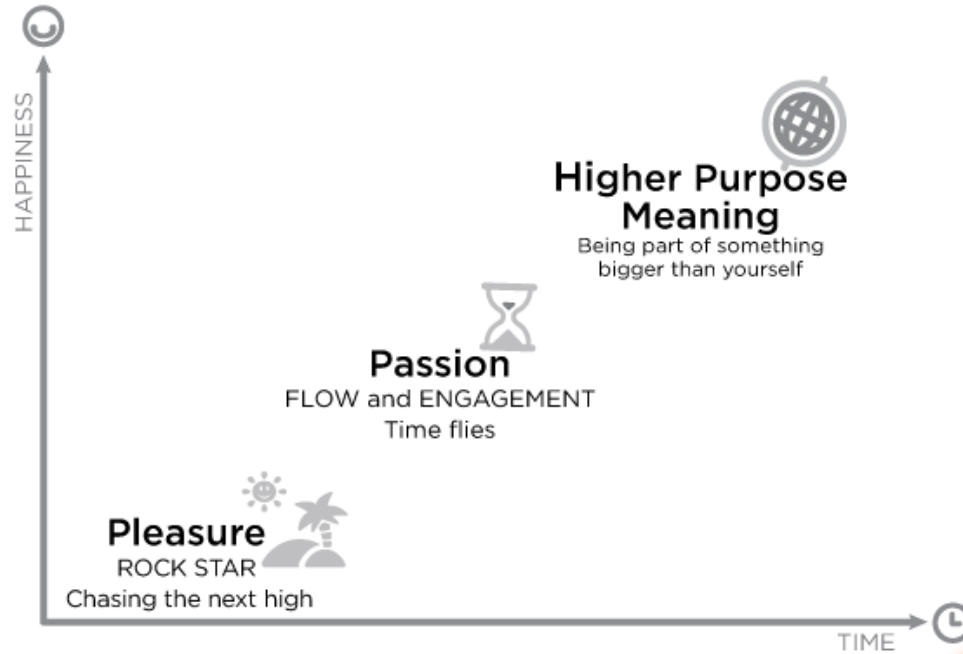 HAPPINESS
Higher Purpose
Meaning
Being part of something
bigger than yourself
Passion
FLOW and ENGAGEMENT
Time flies
Pleasure
ROCK STAR
Chasing the next high
TIME